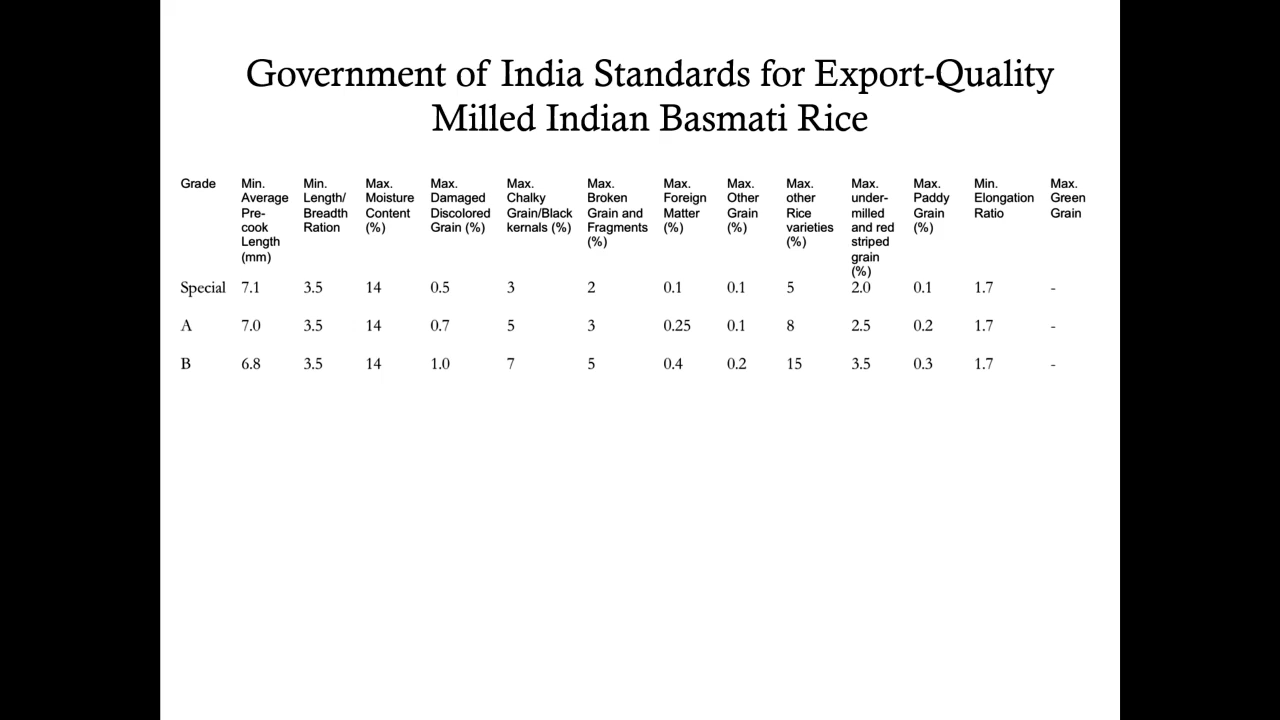 Government of India Standards for Export-Quality
Milled Indian Basmati Rice
Grade Min. Min. Max. Max. Max. Max. Max. Max. Max. Max. Max. Min. Max.
Average Length/ Moisture Damaged Chalky Broken Foreign Other other under- Paddy Elongation Green
Pre- Breadth Content Discolored Grain/Black Grain and Matter Grain Rice milled Grain Ratio Grain
cook Ration (%) Grain (%) kernals (%) Fragments (%) (%) varieties and red (%)
Length (%) (%) striped
(mm) grain
(%)
Special 7.1 3.5 14 0.5 3 2 0.1 0.1 5 2.0 0.1 1.7 -
A 7.0 3.5 14 0.7 5 3 0.25 0.1 8 2.5 0.2 1.7 -
B 6.8 3.5 14 1.0 7 5 0.4 0.2 15 3.5 0.3 1.7 -